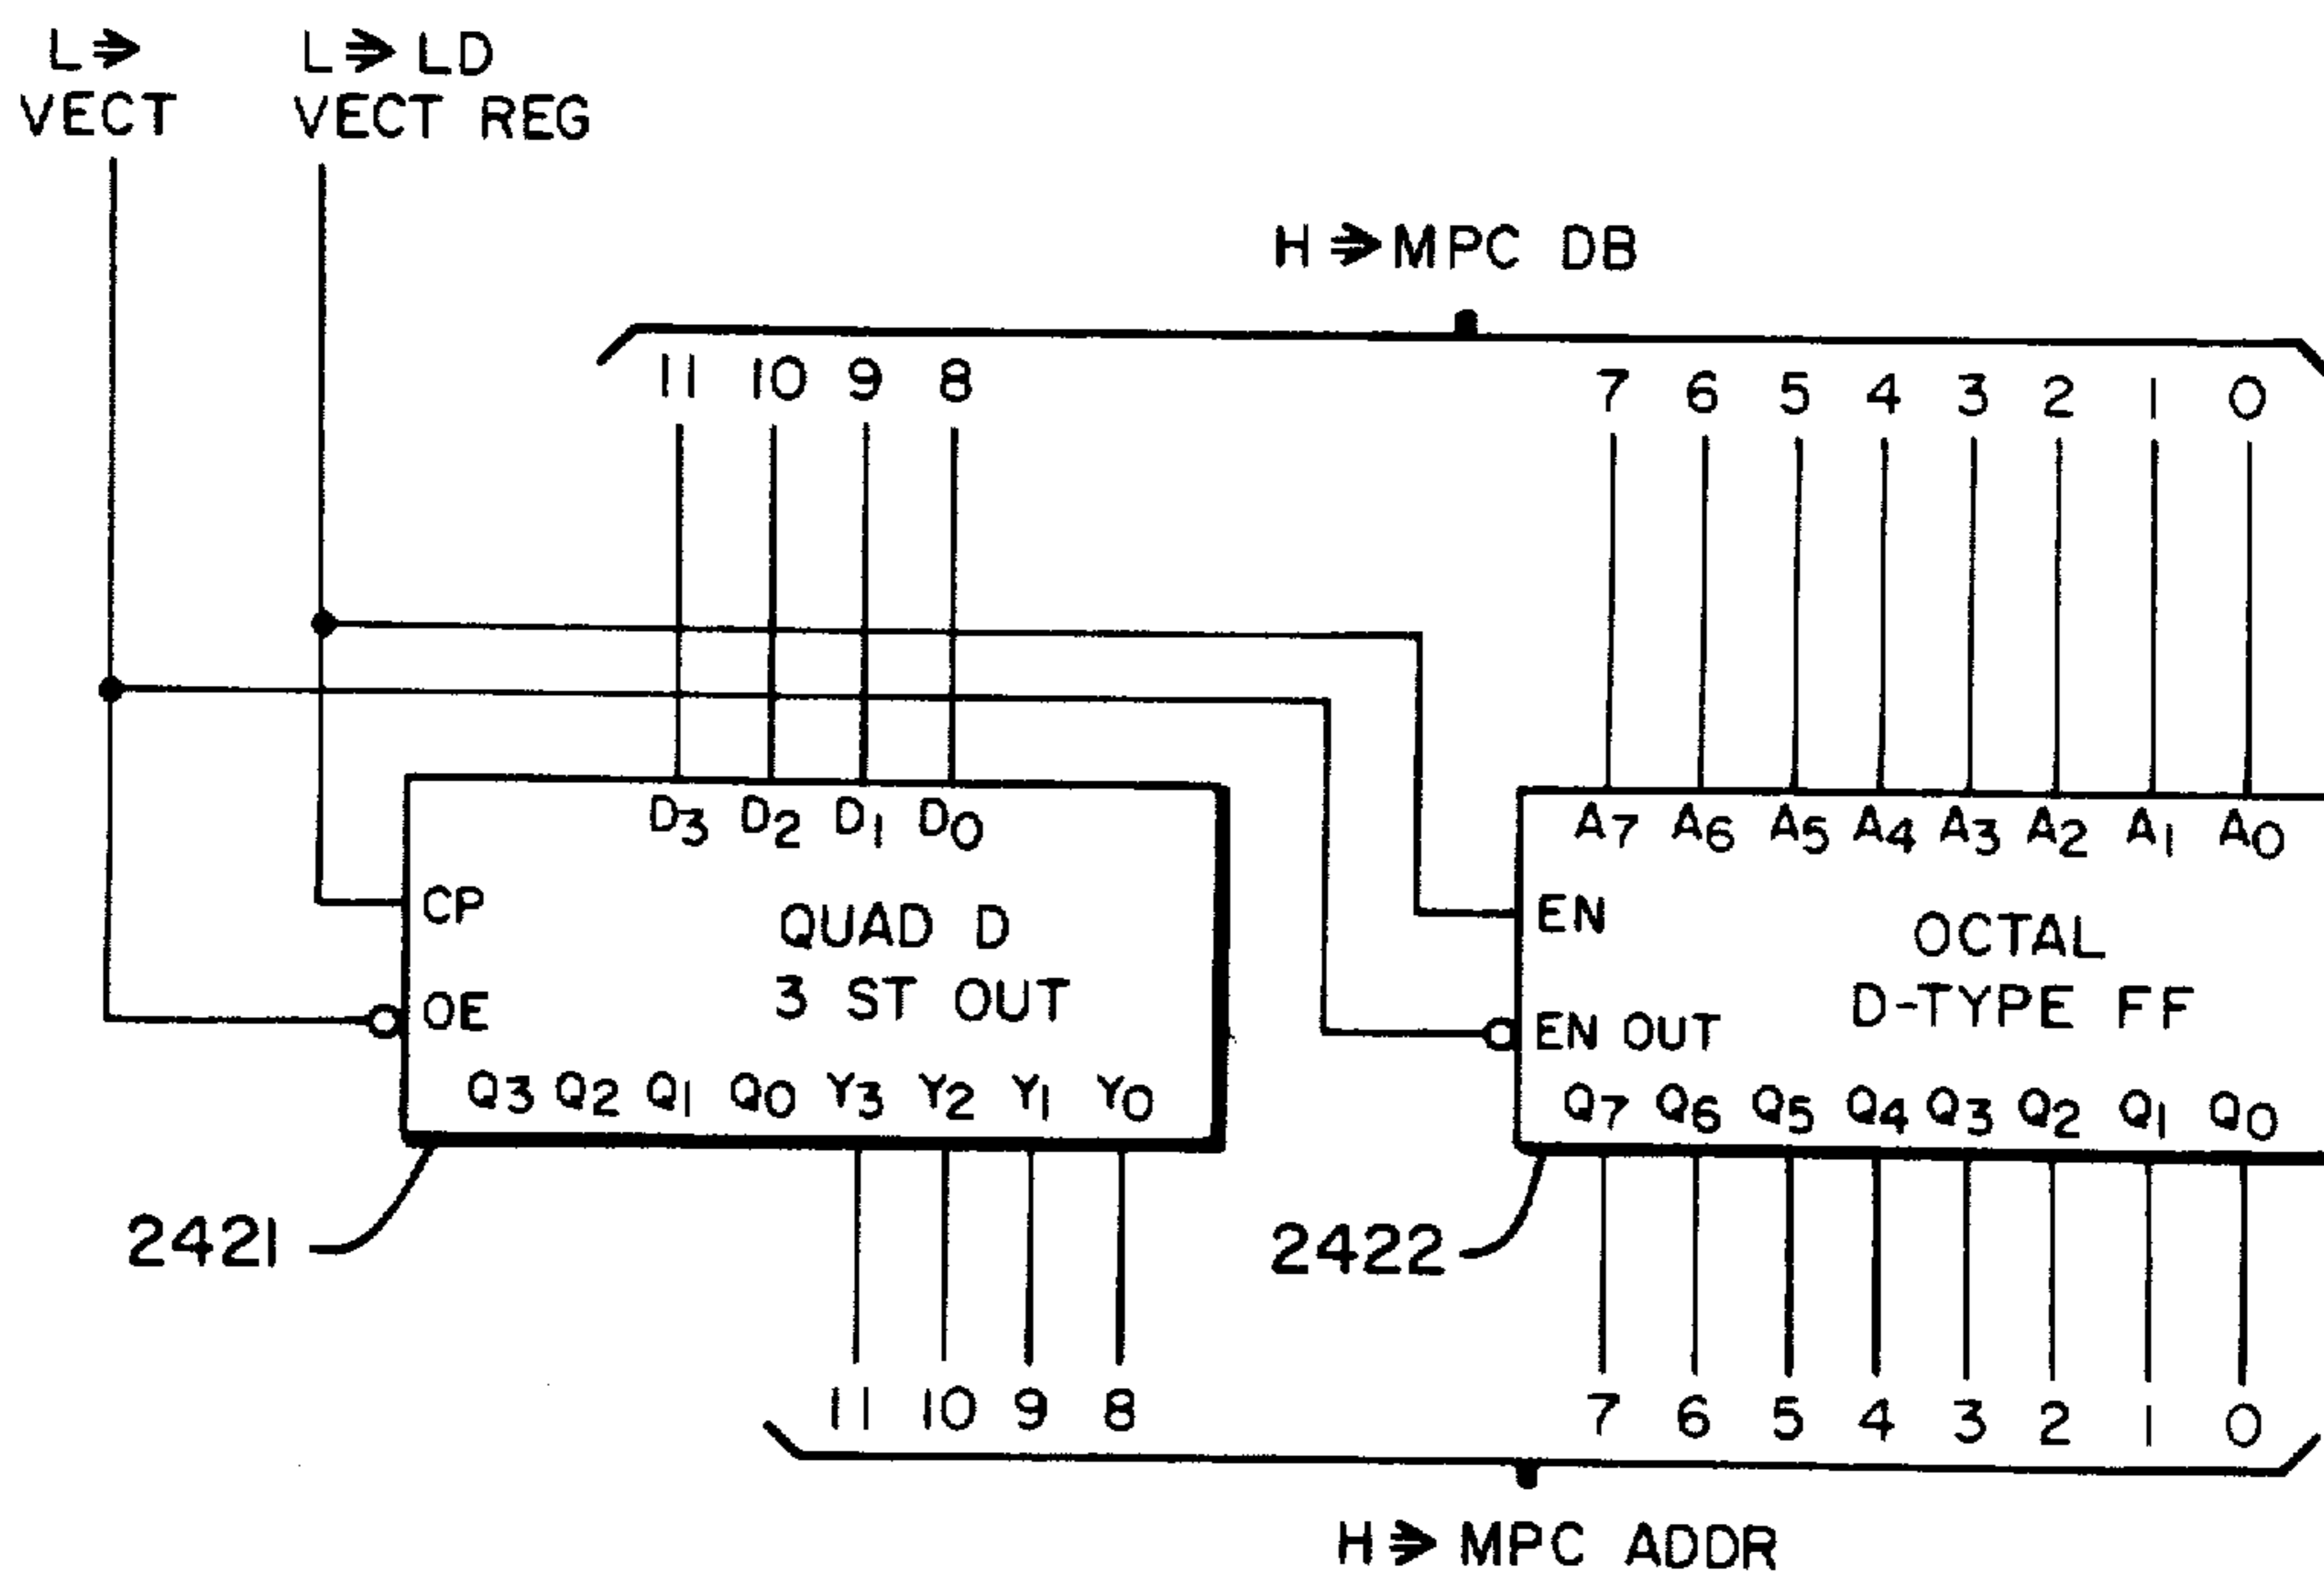 L⇒
VECT
L⇒ LD
VECT REG
H⇒MPC DB
11 10 9 8
7 6 5 4 3 2 1 0
D3 D2 D1 D0
CP
QUAD D
3 ST OUT
OE
Q3 Q2 Q1 Q0 Y3 Y2 Y1 Y0
A7 A6 A5 A4 A3 A2 A1 A0
EN
OCTAL
D-TYPE FF
EN OUT
Q7 Q6 Q5 Q4 Q3 Q2 Q1 Q0
2421
2422
11 10 9 8
7 6 5 4 3 2 1 0
H⇒ MPC ADDR